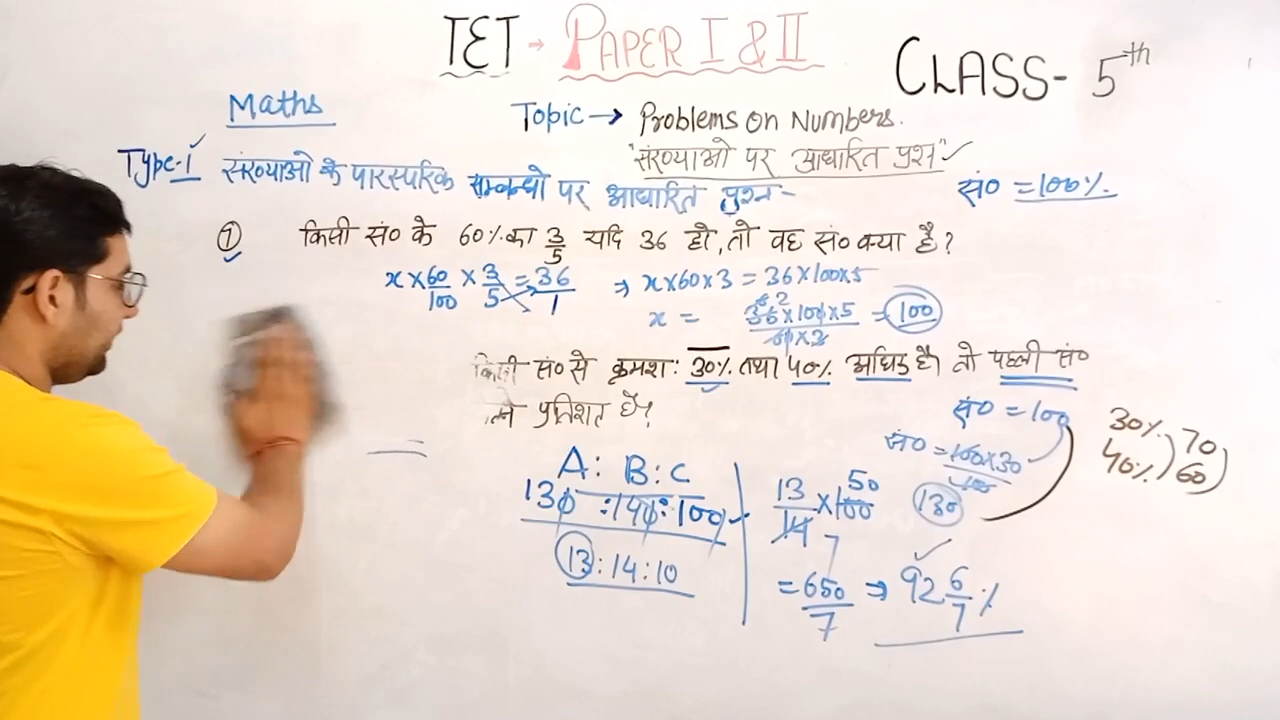 TET → PAPER I & II
CLASS- 5th
Maths
Topic → Problems On Numbers.
"संख्याओ पर आधारित प्रश्न" ✓
Type-1 ✓ संख्याओ के पारस्परिक सम्बन्धो पर आधारित प्रश्न-
सं० = 100%.
① किसी सं० के 60% का 3/5 यदि 36 हो, तो वह सं० क्या है?
x × 60/100 × 3/5 = 36/1 ⇒ x × 60 × 3 = 36 × 100 × 5
x = 36 × 100 × 5 / 60 × 3 = 100
सं० से क्रमश: 30% तथा 40% अधिक है। तो पहली सं०
प्रतिशत है?
सं० = 100
सं० = 100 × 30 / 100
130
30% 70
40% 60
A : B : C
130 : 140 : 100
13 : 14 : 10
13/14 × 100 50
7
= 650/7 ⇒ 92 6/7 %